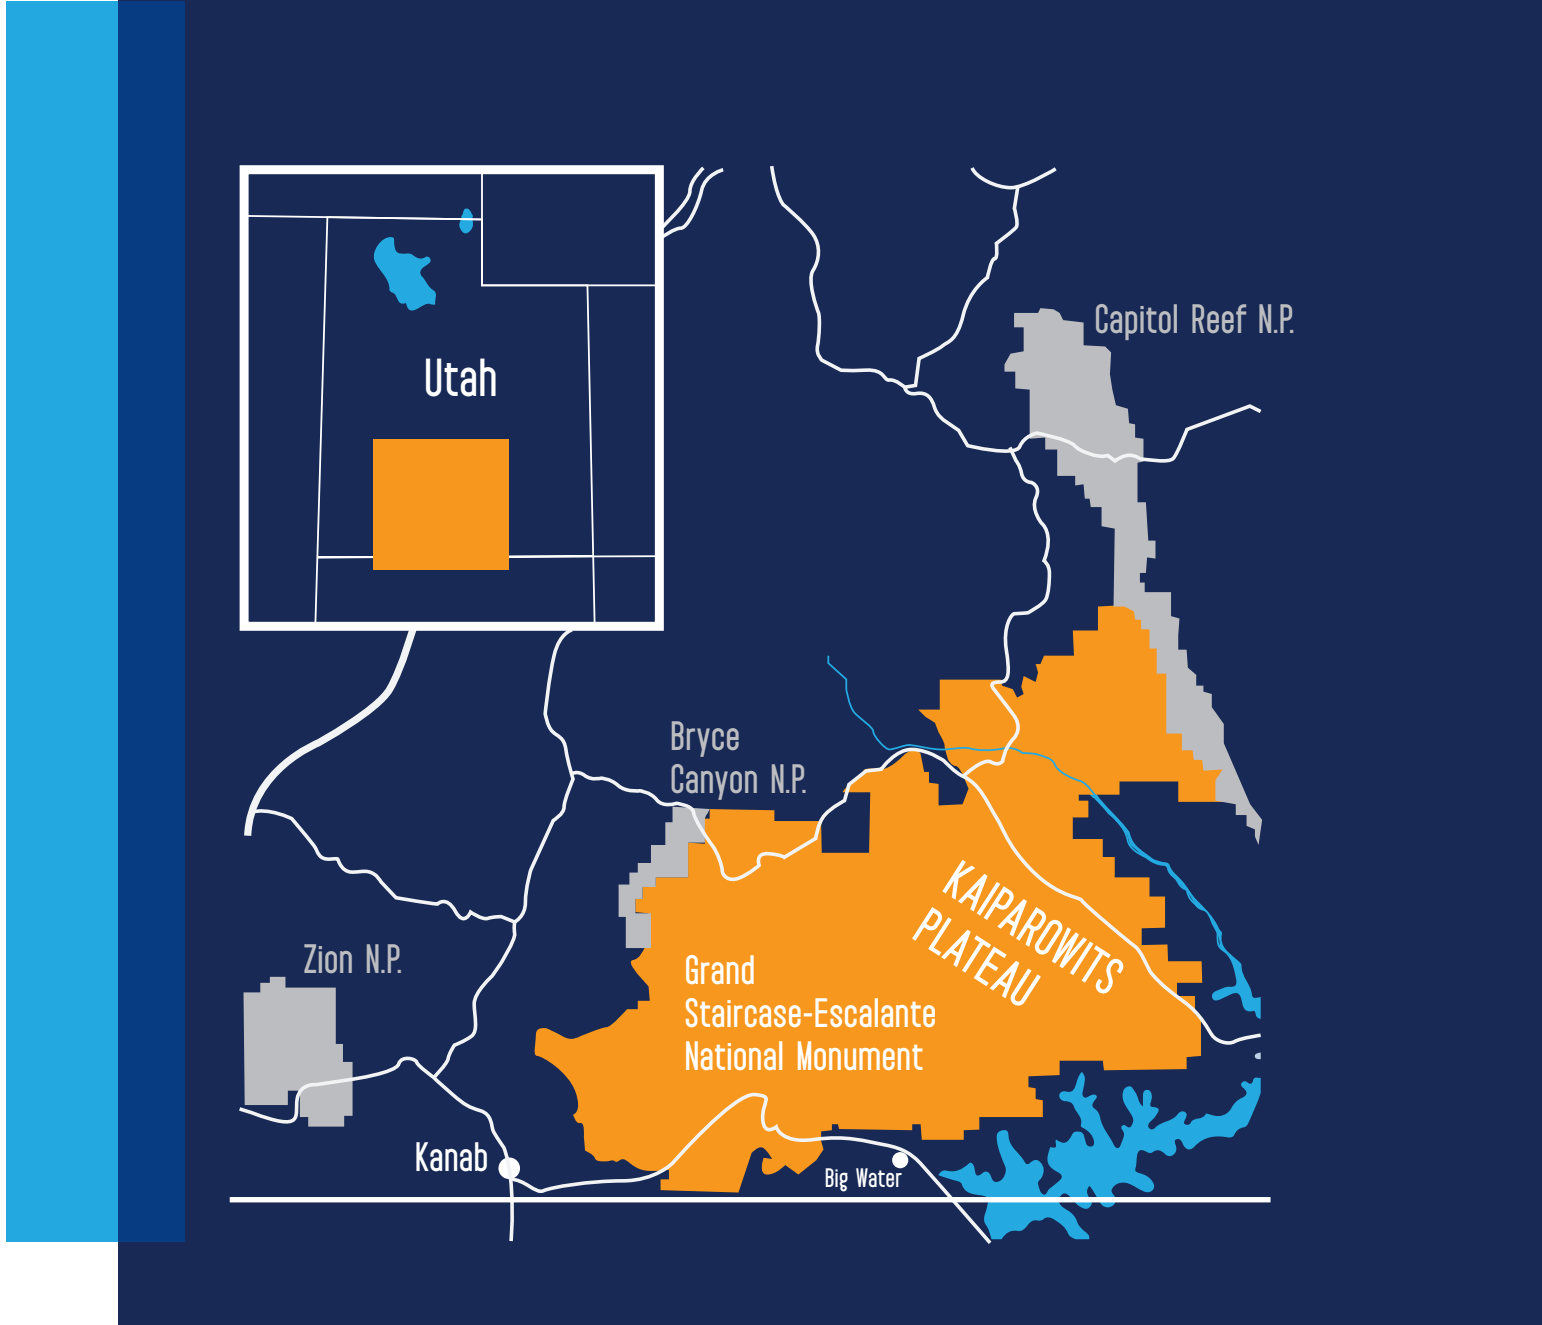 Capitol Reef N.P.
Utah
Bryce
Canyon N.P.
KAIPAROWITS
PLATEAU
Zion N.P.
Grand
Staircase-Escalante
National Monument
Kanab
Big Water